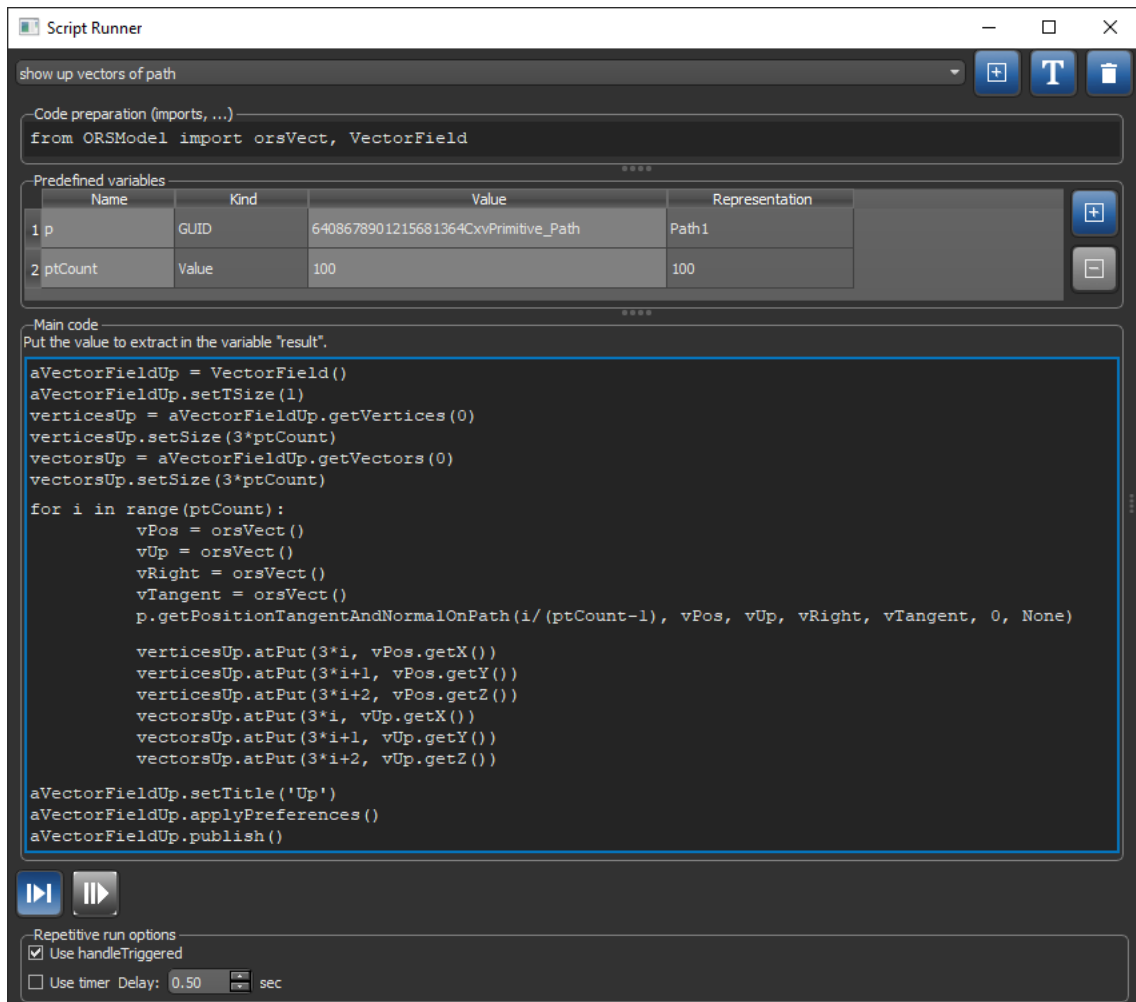 Script Runner
show up vectors of path
T
Code preparation (imports, ...)
from ORSModel import orsVect, VectorField
Predefined variables
Name Kind Value Representation
1 p GUID 6408678901215681364CxvPrimitive_Path Path1
2 ptCount Value 100 100
Main code
Put the value to extract in the variable "result".
aVectorFieldUp = VectorField()
aVectorFieldUp.setTSize(1)
verticesUp = aVectorFieldUp.getVertices(0)
verticesUp.setSize(3*ptCount)
vectorsUp = aVectorFieldUp.getVectors(0)
vectorsUp.setSize(3*ptCount)
for i in range(ptCount):
vPos = orsVect()
vUp = orsVect()
vRight = orsVect()
vTangent = orsVect()
p.getPositionTangentAndNormalOnPath(i/(ptCount-1), vPos, vUp, vRight, vTangent, 0, None)
verticesUp.atPut(3*i, vPos.getX())
verticesUp.atPut(3*i+1, vPos.getY())
verticesUp.atPut(3*i+2, vPos.getZ())
vectorsUp.atPut(3*i, vUp.getX())
vectorsUp.atPut(3*i+1, vUp.getY())
vectorsUp.atPut(3*i+2, vUp.getZ())
aVectorFieldUp.setTitle('Up')
aVectorFieldUp.applyPreferences()
aVectorFieldUp.publish()
Repetitive run options
Use handleTriggered
Use timer Delay: 0.50 sec